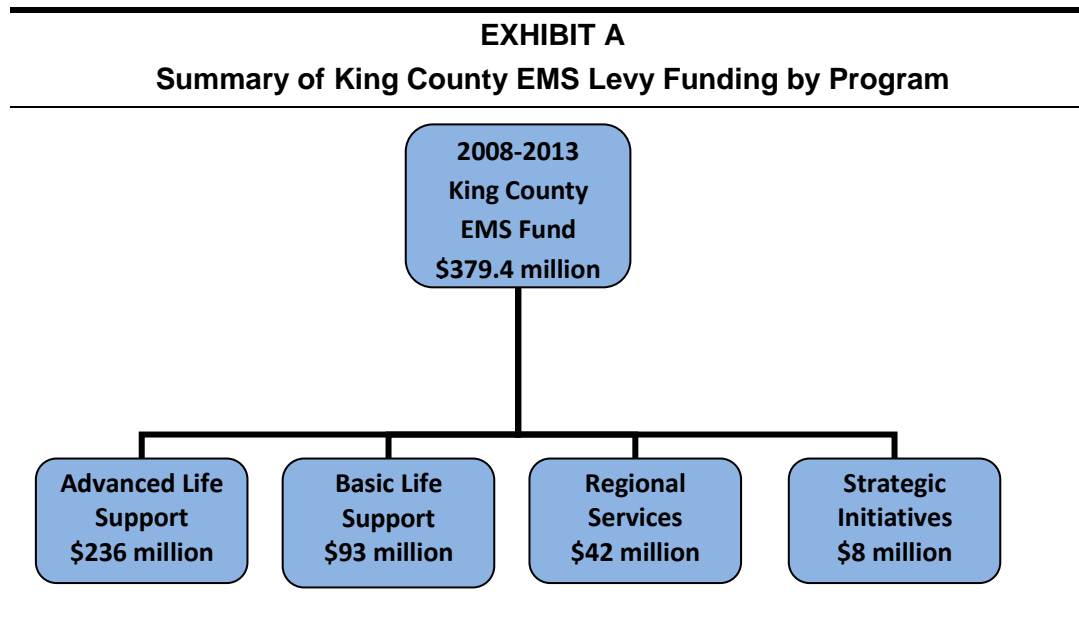 EXHIBIT A
Summary of King County EMS Levy Funding by Program
2008-2013
King County
EMS Fund
$379.4 million
Advanced Life
Support
$236 million
Basic Life
Support
$93 million
Regional
Services
$42 million
Strategic
Initiatives
$8 million